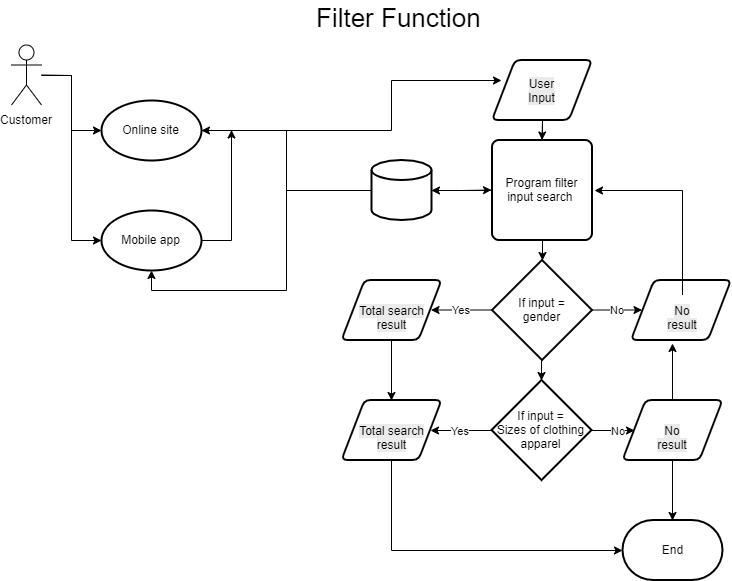 Filter Function
Customer
Online site
Mobile app
User
Input
Program filter
input search
If input =
gender
Yes
No
Total search
result
No
result
If input =
Sizes of clothing
apparel
Yes
No
Total search
result
No
result
End